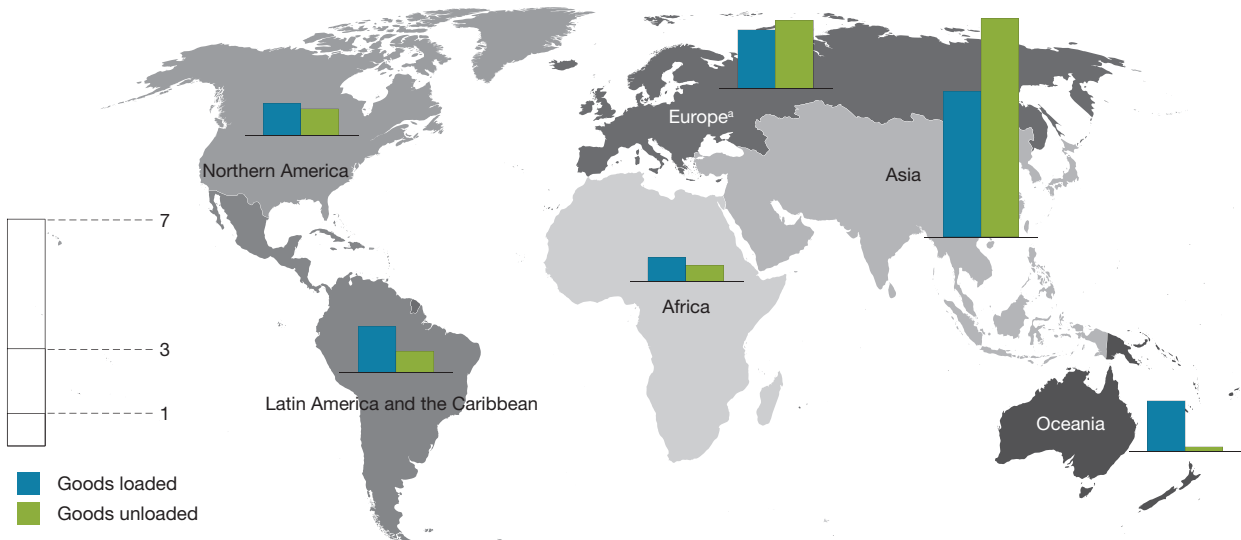 Europeª
Northern America
Asia
7
Africa
3
Latin America and the Caribbean
1
Oceania
Goods loaded
Goods unloaded